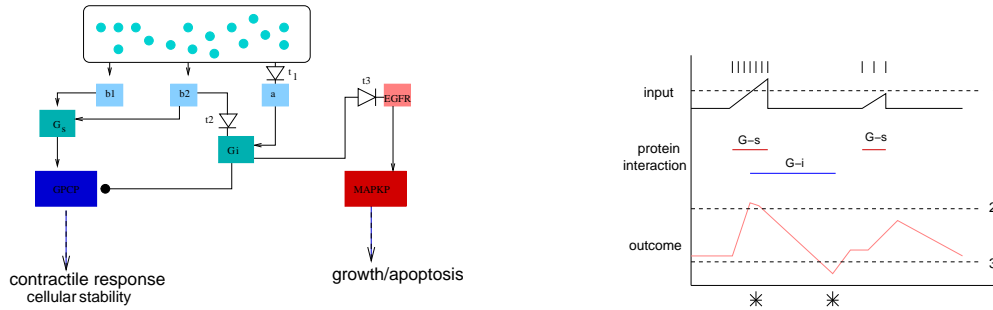 t1
b1
b2
a
t3
EGFR
Gs
t2
Gi
GPCP
MAPKP
contractile response
cellular stability
growth/apoptosis
input
G-s
G-s
protein
interaction
G-i
2
outcome
3